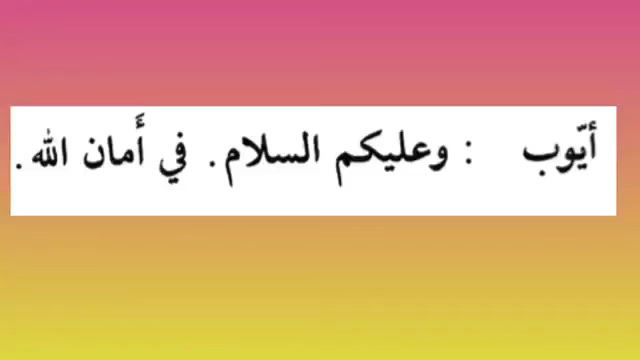 أيّوب : وعليكم السلام. في أَمان الله.